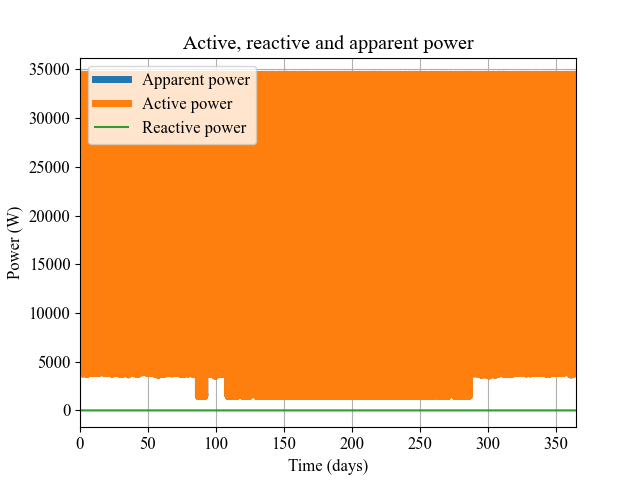 Active, reactive and apparent power
35000
30000
25000
20000
15000
10000
5000
0
Power (W)
Apparent power
Active power
Reactive power
0 50 100 150 200 250 300 350
Time (days)